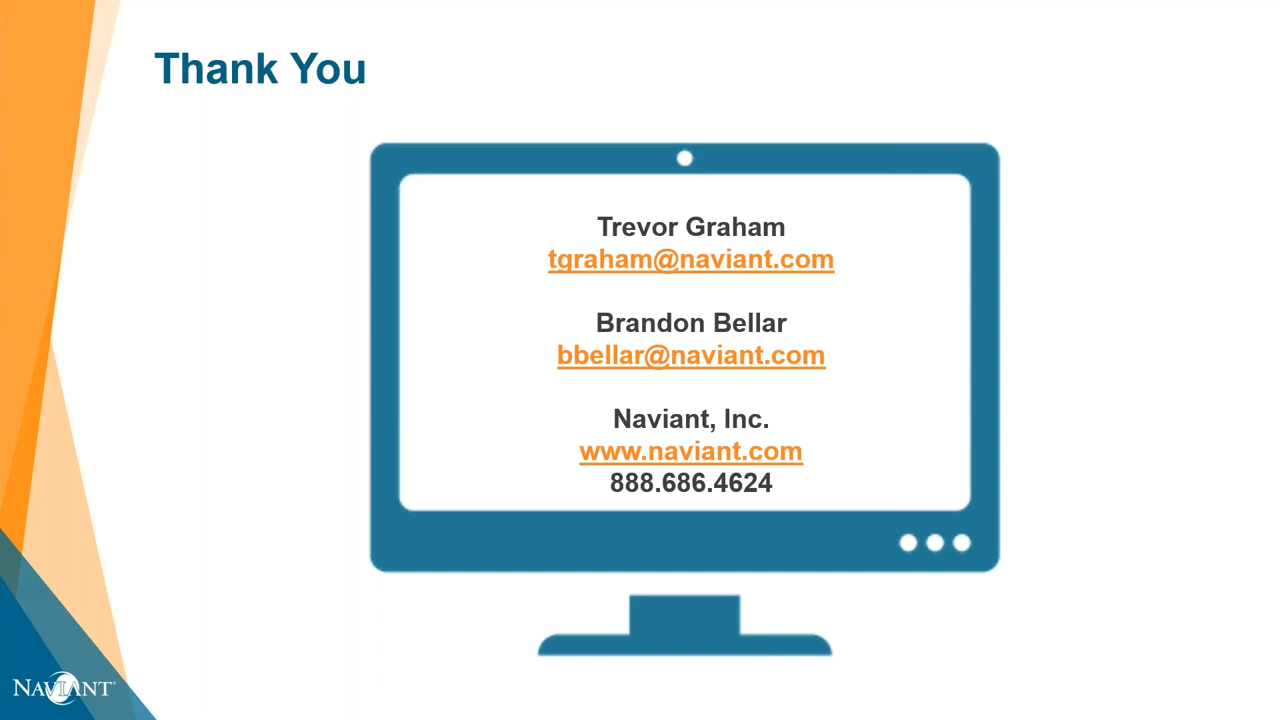 Thank You
Trevor Graham
tgraham@naviant.com
Brandon Bellar
bbellar@naviant.com
Naviant, Inc.
www.naviant.com
888.686.4624
NAVIANT®